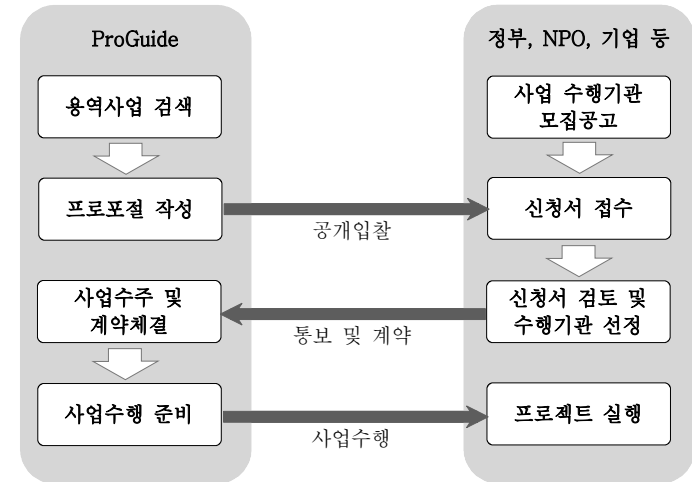 ProGuide
용역사업 검색
프로포절 작성
사업수주 및
계약체결
사업수행 준비
공개입찰
통보 및 계약
사업수행
정부, NPO, 기업 등
사업 수행기관
모집공고
신청서 접수
신청서 검토 및
수행기관 선정
프로젝트 실행